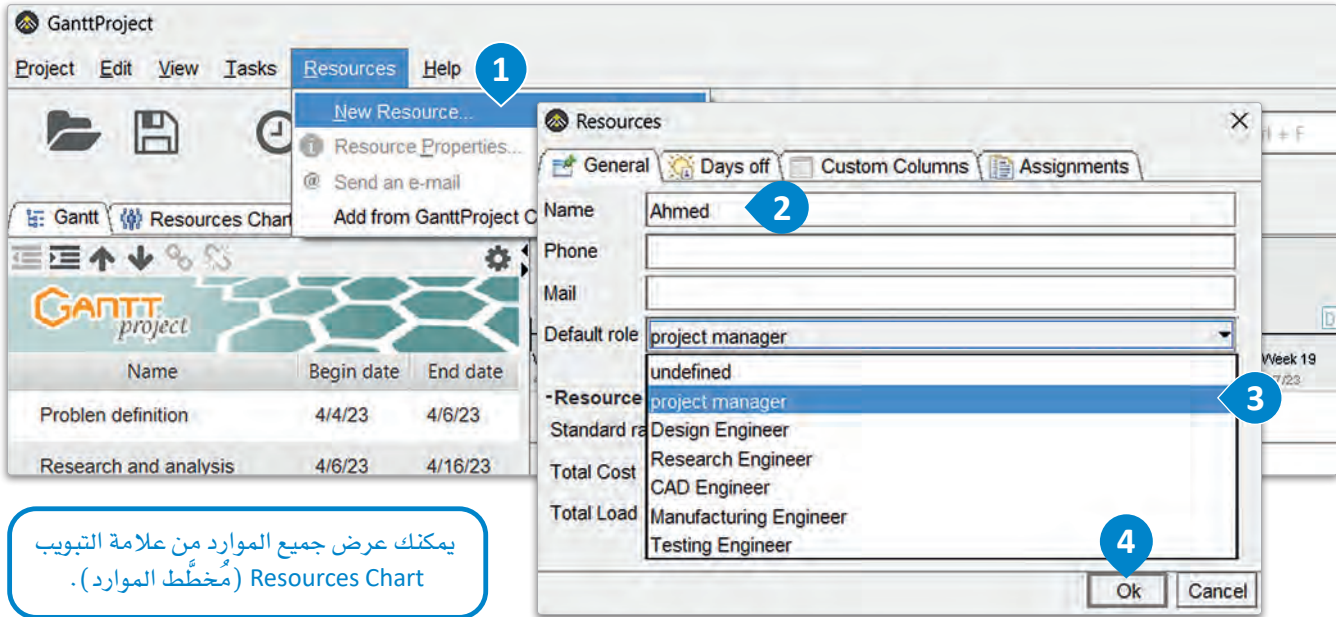 GanttProject
Project Edit View Tasks Resources Help
1
New Resource...
Resource Properties...
@ Send an e-mail
Add from GanttProject C
Gantt
Resources Char
GANTT
project
Name Begin date End date
Problen definition 4/4/23 4/6/23
Research and analysis 4/6/23 4/16/23
Resources
+ F
General Days off Custom Columns Assignments
Name Ahmed
2
Phone
Mail
Default role project manager
undefined
project manager
3
Design Engineer
Research Engineer
CAD Engineer
Manufacturing Engineer
Testing Engineer
-Resource
Standard ra
Total Cost
Total Load
4
Ok Cancel
Week 19
7/23
يمكنك عرض جميع الموارد من علامة التبويب
Resources Chart (مُخطَّط الموارد).